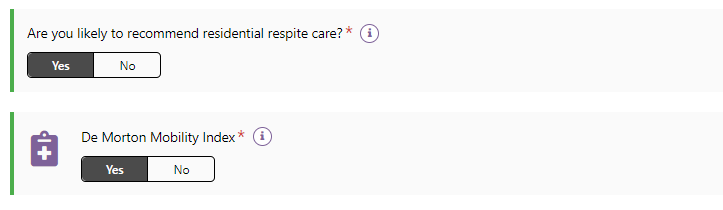 Are you likely to recommend residential respite care? *
Yes No
De Morton Mobility Index *
Yes No